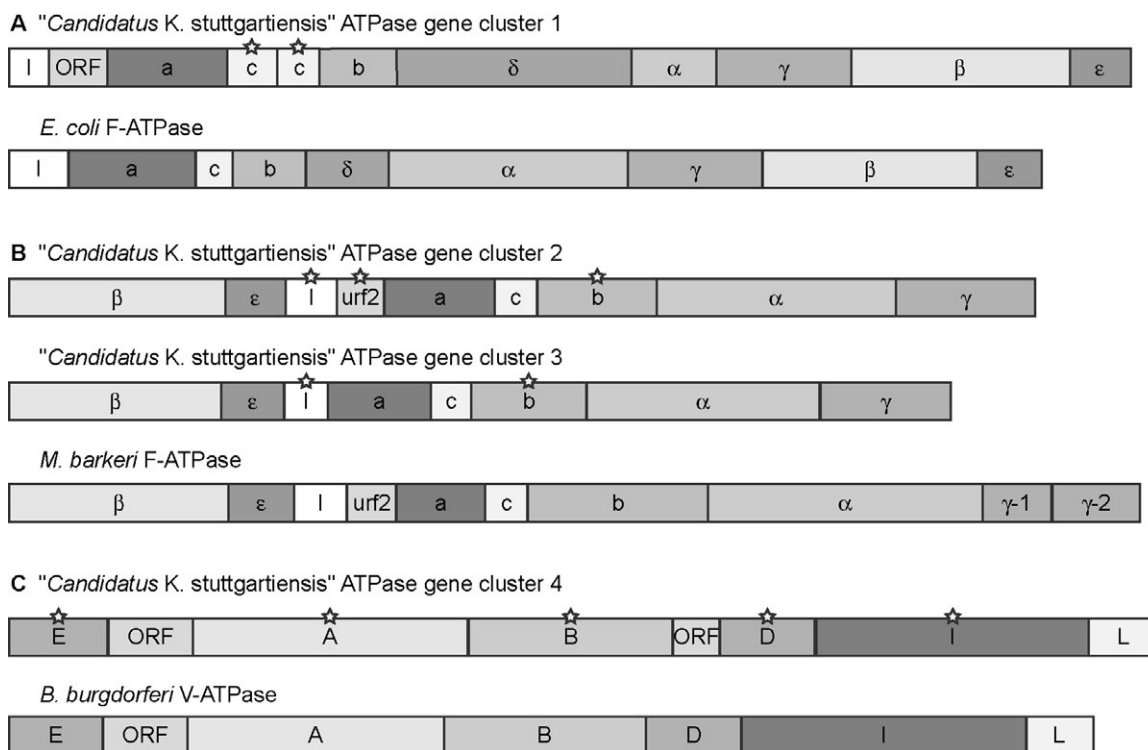 A "Candidatus K. stuttgartiensis" ATPase gene cluster 1
I ORF a c c b δ α γ β ε
E. coli F-ATPase
I a c b δ α γ β ε
B "Candidatus K. stuttgartiensis" ATPase gene cluster 2
β ε I urf2 a c b α γ
"Candidatus K. stuttgartiensis" ATPase gene cluster 3
β ε I a c b α γ
M. barkeri F-ATPase
β ε I urf2 a c b α γ-1 γ-2
C "Candidatus K. stuttgartiensis" ATPase gene cluster 4
E ORF A B ORF D I L
B. burgdorferi V-ATPase
E ORF A B D I L